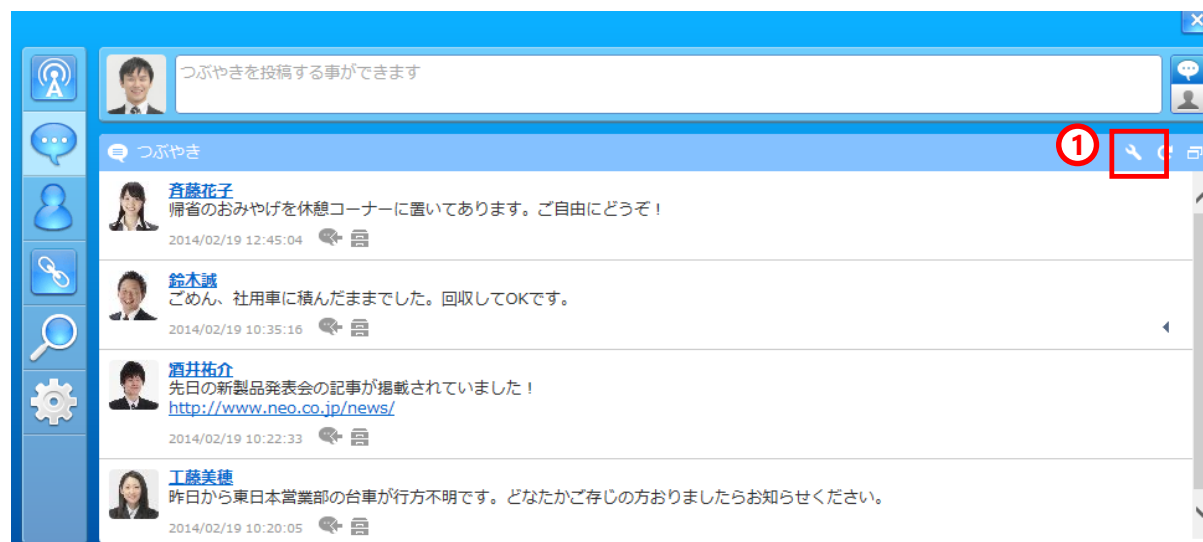 つぶやきを投稿する事ができます
つぶやき
①
斉藤花子
帰省のおみやげを休憩コーナーに置いてあります。ご自由にどうぞ！
2014/02/19 12:45:04
鈴木誠
ごめん、社用車に積んだままでした。回収してOKです。
2014/02/19 10:35:16
酒井祐介
先日の新製品発表会の記事が掲載されていました！
http://www.neo.co.jp/news/
2014/02/19 10:22:33
工藤美穂
昨日から東日本営業部の台車が行方不明です。どなたかご存じの方おりましたらお知らせください。
2014/02/19 10:20:05